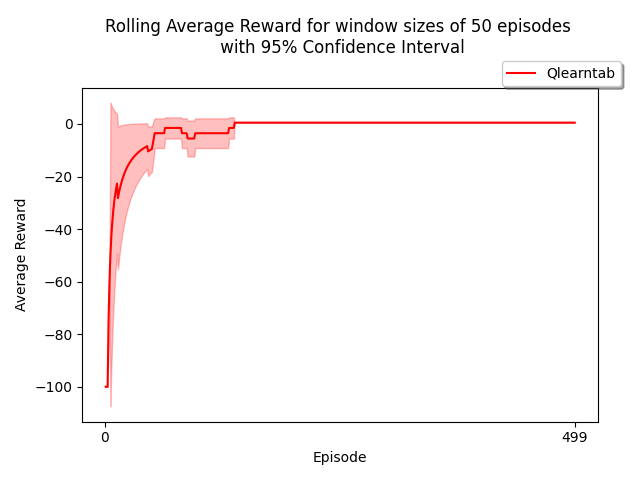 Rolling Average Reward for window sizes of 50 episodes
with 95% Confidence Interval
Qlearntab
Average Reward
0
−20
−40
−60
−80
−100
0
499
Episode